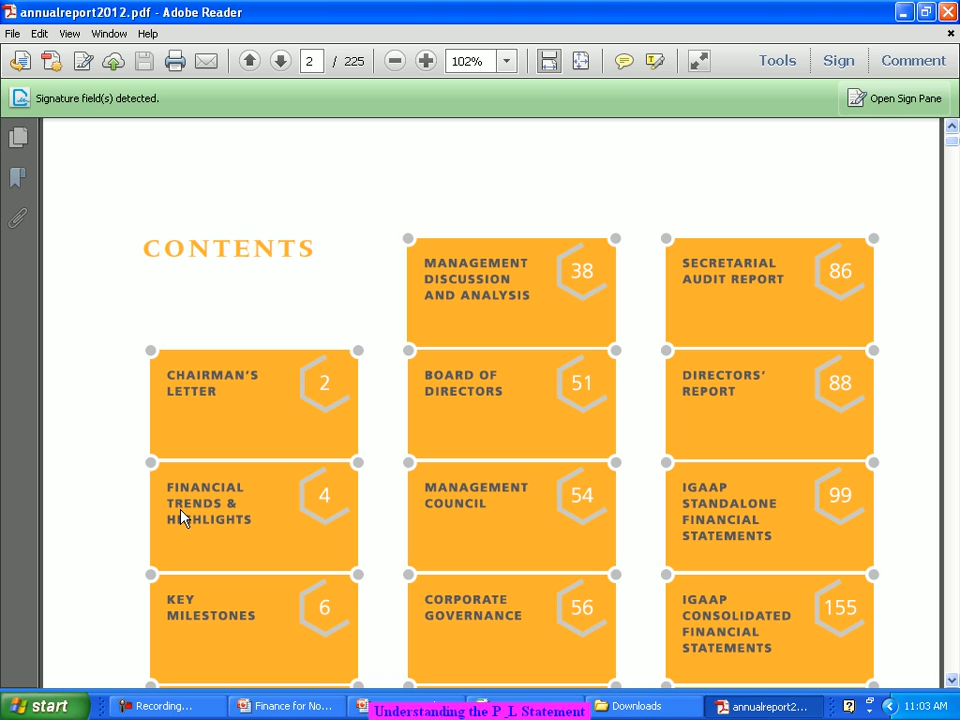 annualreport2012.pdf - Adobe Reader
File Edit View Window Help
2 / 225 102% Tools Sign Comment
Signature field(s) detected. Open Sign Pane
CONTENTS
CHAIRMAN'S
LETTER
2
FINANCIAL
TRENDS &
HIGHLIGHTS
4
KEY
MILESTONES
6
MANAGEMENT
DISCUSSION
AND ANALYSIS
38
BOARD OF
DIRECTORS
51
MANAGEMENT
COUNCIL
54
CORPORATE
GOVERNANCE
56
SECRETARIAL
AUDIT REPORT
86
DIRECTORS'
REPORT
88
IGAAP
STANDALONE
FINANCIAL
STATEMENTS
99
IGAAP
CONSOLIDATED
FINANCIAL
STATEMENTS
155
start Recording... Finance for No... Downloads annualreport2... 11:03 AM
Understanding the P_L Statement